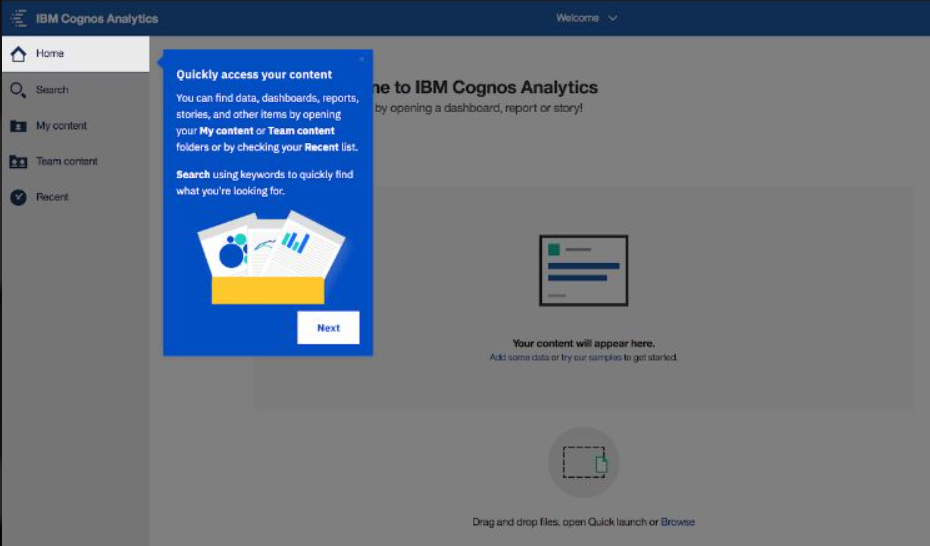 IBM Cognos Analytics
Welcome
Home
Search
My content
Team content
Recent
Quickly access your content
You can find data, dashboards, reports,
stories, and other items by opening
your My content or Team content
folders or by checking your Recent list.
Search using keywords to quickly find
what you're looking for.
Next
ne to IBM Cognos Analytics
by opening a dashboard, report or story!
Your content will appear here.
Add some data or try our samples to get started.
Drag and drop files, open Quick launch or Browse